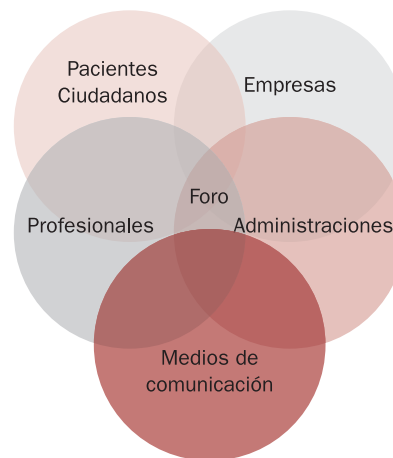 Pacientes
Ciudadanos
Empresas
Foro
Profesionales
Administraciones
Medios de
comunicación